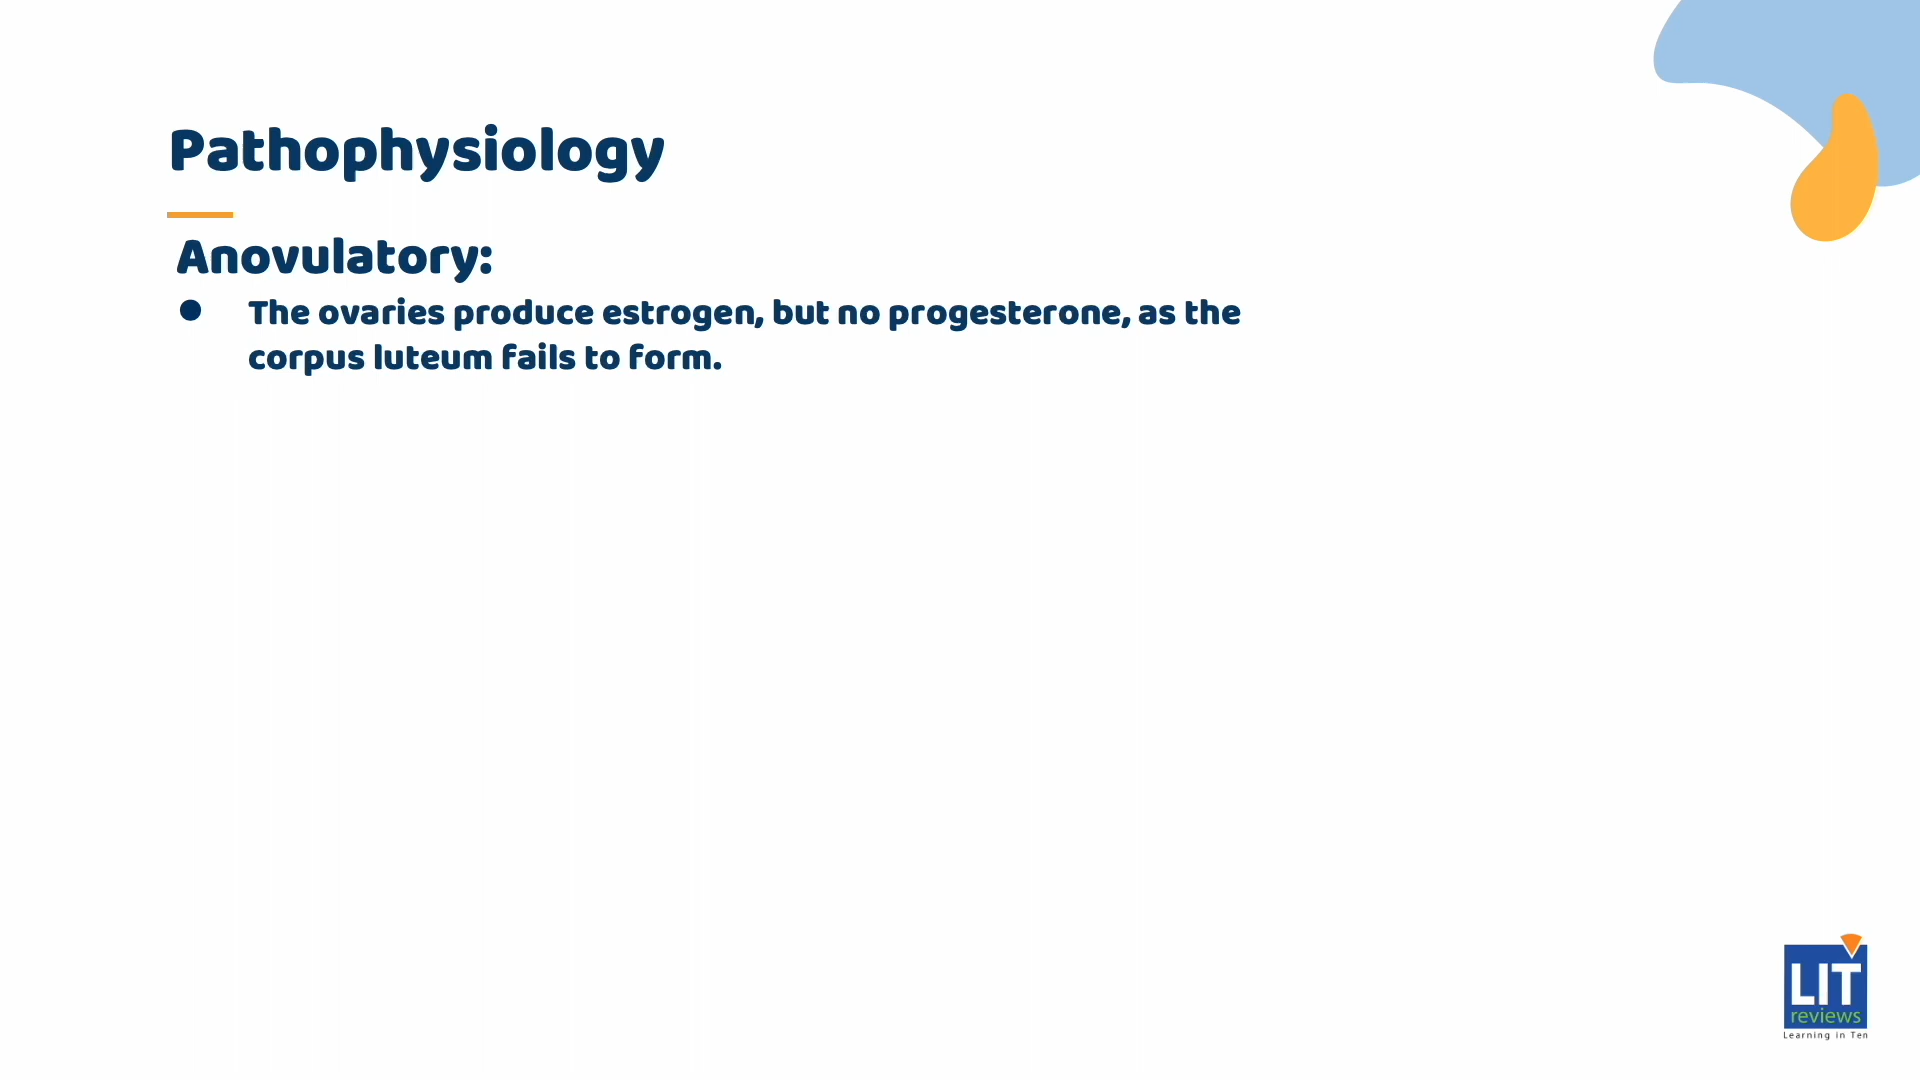 Pathophysiology
Anovulatory:
● The ovaries produce estrogen, but no progesterone, as the
corpus luteum fails to form.
LIT
reviews
Learning in Ten